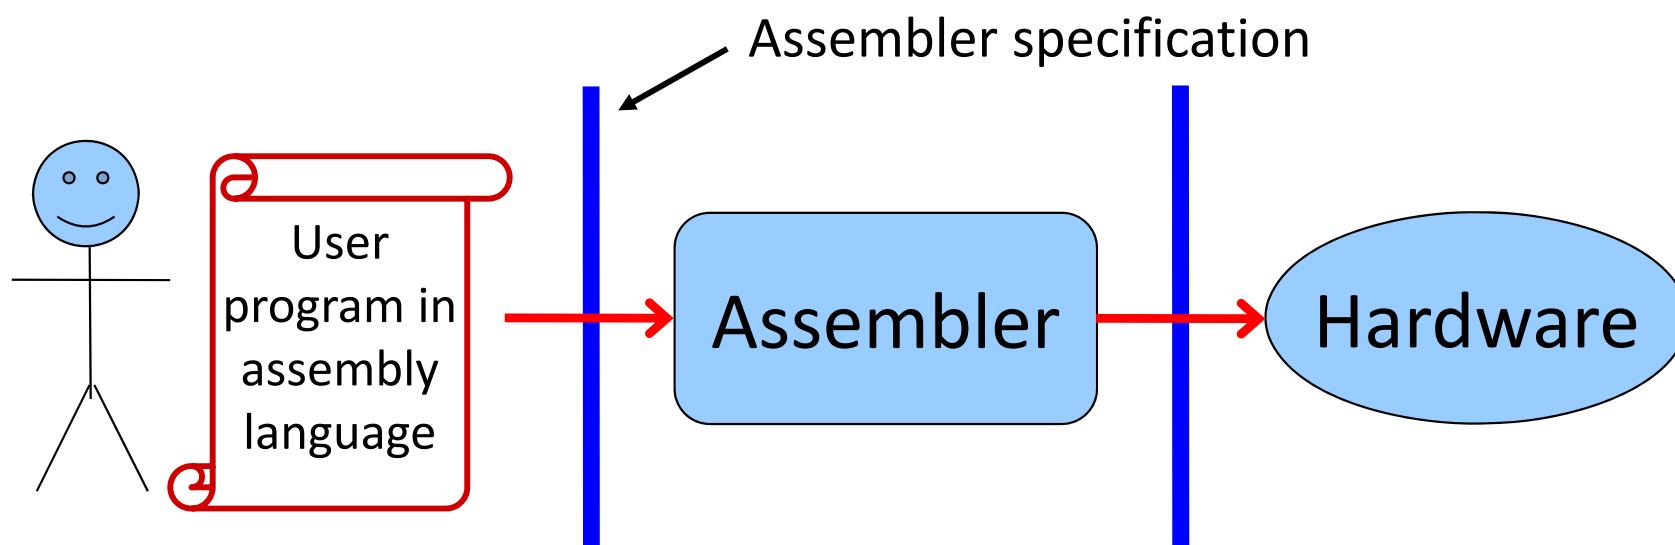 Assembler specification
User
program in
assembly
language
Assembler
Hardware